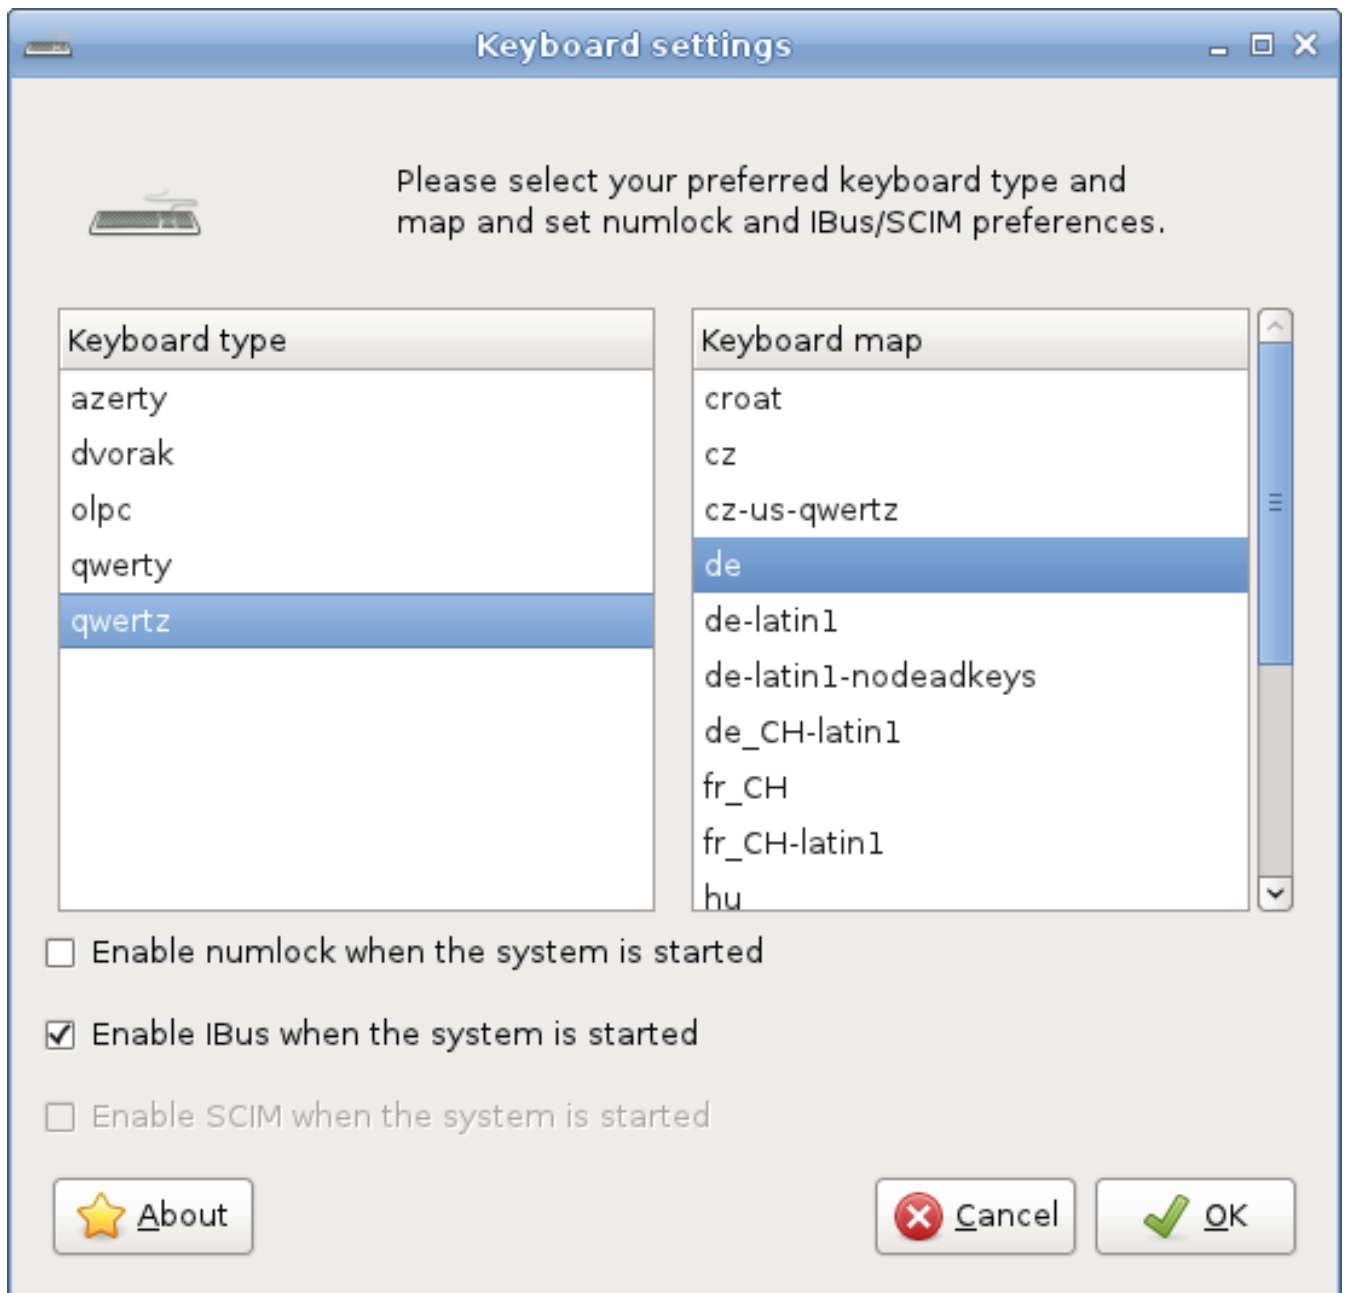 Keyboard settings
Please select your preferred keyboard type and
map and set numlock and IBus/SCIM preferences.
Keyboard type
azerty
dvorak
olpc
qwerty
qwertz
Keyboard map
croat
cz
cz-us-qwertz
de
de-latin1
de-latin1-nodeadkeys
de_CH-latin1
fr_CH
fr_CH-latin1
hu
Enable numlock when the system is started
Enable IBus when the system is started
Enable SCIM when the system is started
About
Cancel
OK